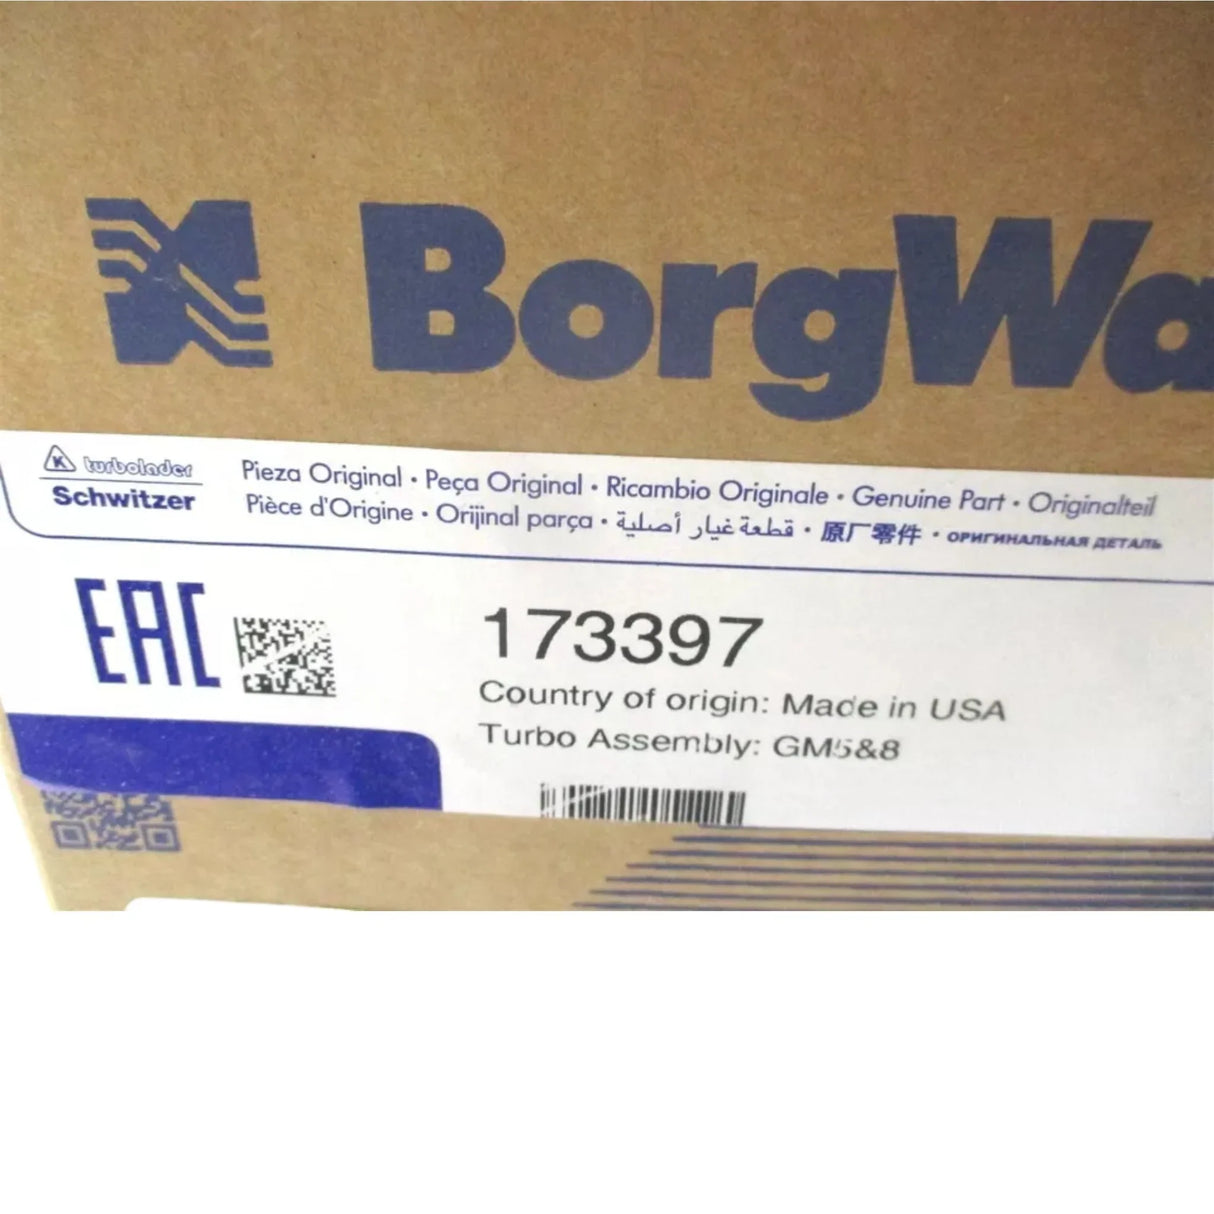 BorgWa
K turbolader
Schwitzer
Pieza Original • Peça Original • Ricambio Originale • Genuine Part • Originalteil
Pièce d'Origine • Orijinal parça • قطعة غيار أصلية • 原厂零件 • ОРИГИНАЛЬНАЯ ДЕТАЛЬ
EAC
173397
Country of origin: Made in USA
Turbo Assembly: GM5&8